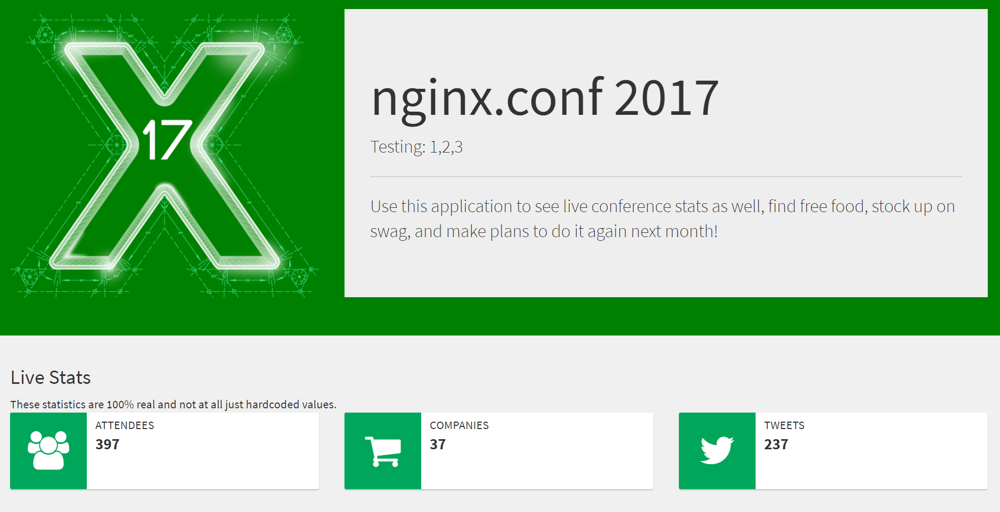 17
nginx.conf 2017
Testing: 1,2,3
Use this application to see live conference stats as well, find free food, stock up on
swag, and make plans to do it again next month!
Live Stats
These statistics are 100% real and not at all just hardcoded values.
ATTENDEES
397
COMPANIES
37
TWEETS
237